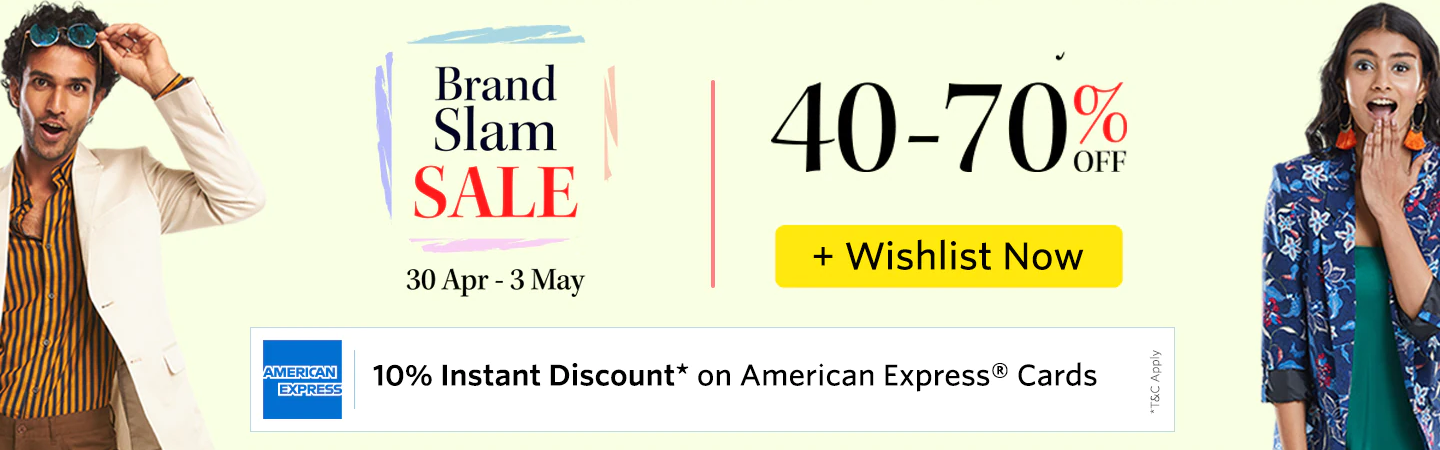 Brand
Slam
SALE
30 Apr - 3 May
40-70%
OFF
+ Wishlist Now
AMERICAN
EXPRESS
10% Instant Discount* on American Express® Cards
*T&C Apply